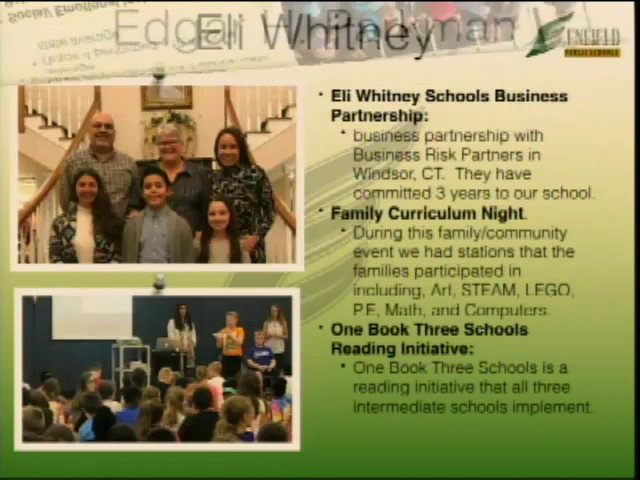 Eli Whitney
ENFIELD
PUBLIC SCHOOLS
• Eli Whitney Schools Business
Partnership:
• business partnership with
Business Risk Partners in
Windsor, CT. They have
committed 3 years to our school.
• Family Curriculum Night.
• During this family/community
event we had stations that the
families participated in
including, Art, STEAM, LEGO,
P.E, Math, and Computers.
• One Book Three Schools
Reading Initiative:
• One Book Three Schools is a
reading initiative that all three
intermediate schools implement.